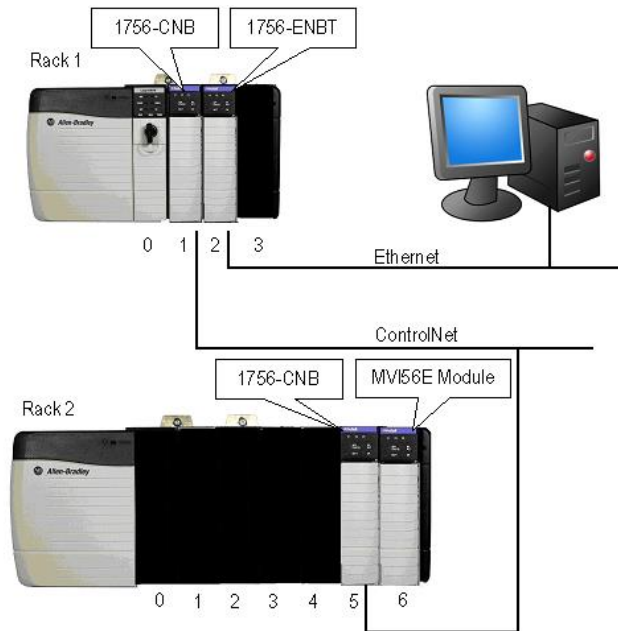 1756-CNB
1756-ENBT
Rack 1
Allen-Bradley
0 1 2 3
Ethernet
ControlNet
1756-CNB
MVI56E Module
Rack 2
Allen-Bradley
0 1 2 3 4 5 6